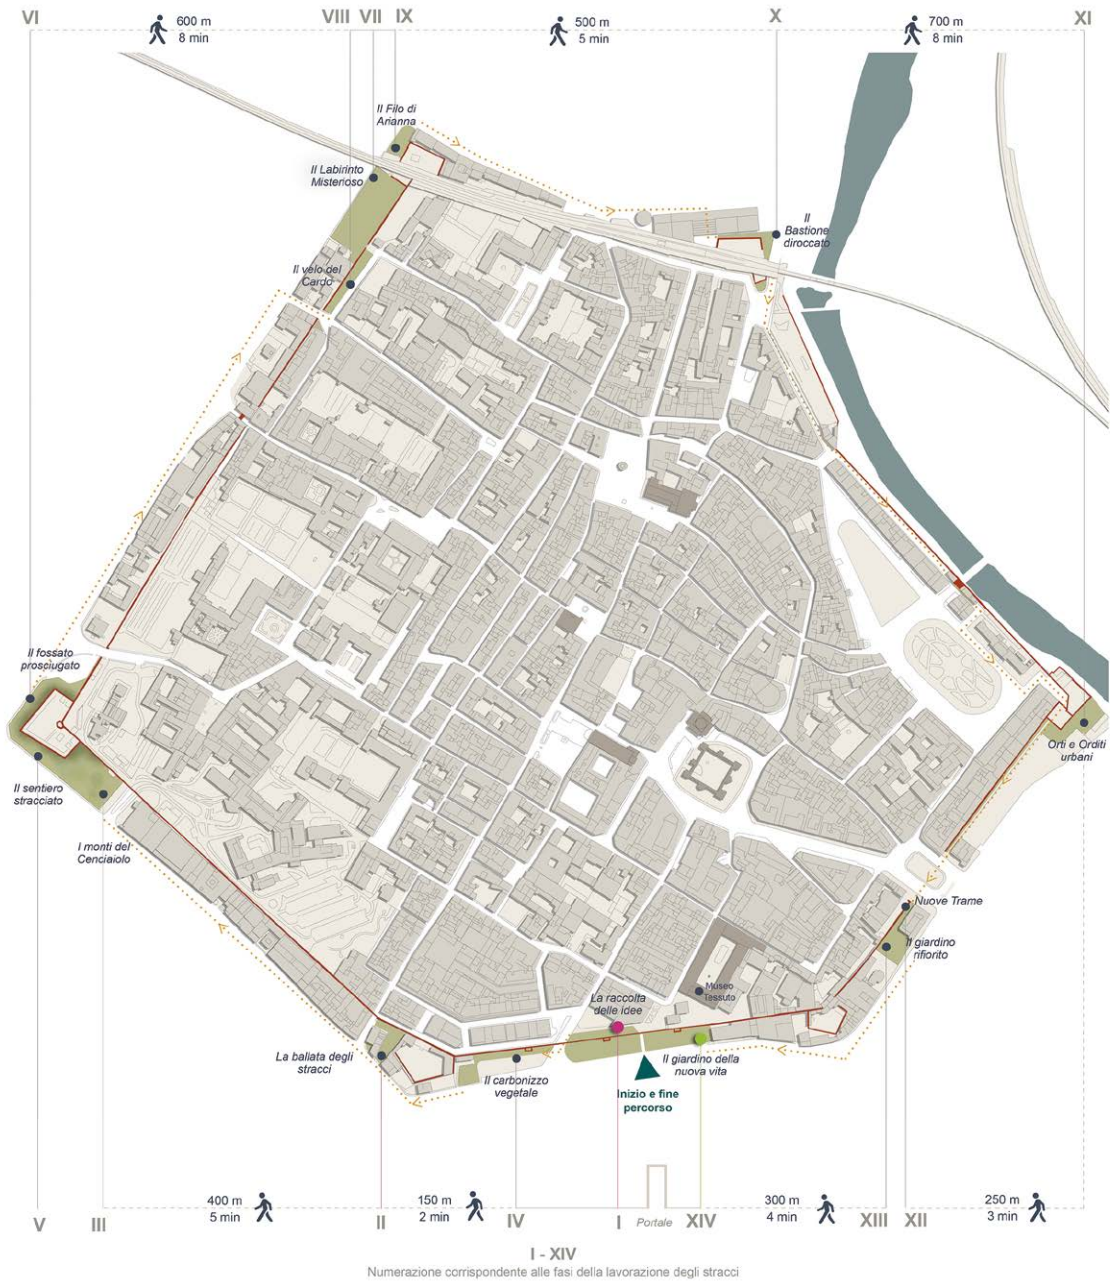 VI
VIII VII IX
X
XI
600 m
8 min
500 m
5 min
700 m
8 min
Il Filo di
Arianna
Il Labirinto
Misterioso
Il
Bastione
diroccato
Il velo del
Cardo
Il fossato
prosciugato
Il sentiero
stracciato
I monti del
Cenciaiolo
Orti e Orditi
urbani
Nuove Trame
Il giardino
rifiorito
Museo
Tessuto
La raccolta
delle idee
La ballata degli
stracci
Il carbonizzo
vegetale
Il giardino della
nuova vita
Inizio e fine
percorso
400 m
5 min
150 m
2 min
300 m
4 min
250 m
3 min
V
III
II
IV
I
Portale
XIV
XIII
XII
I - XIV
Numerazione corrispondente alle fasi della lavorazione degli stracci